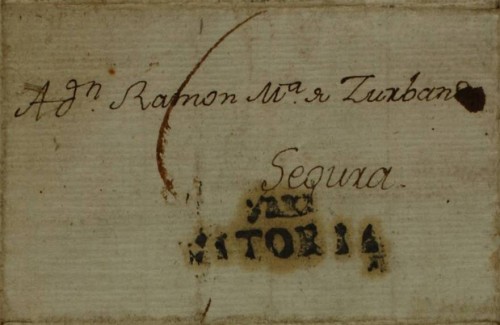 A dn. Ramon Ma. a Zurbano
Segura.
VITORIA